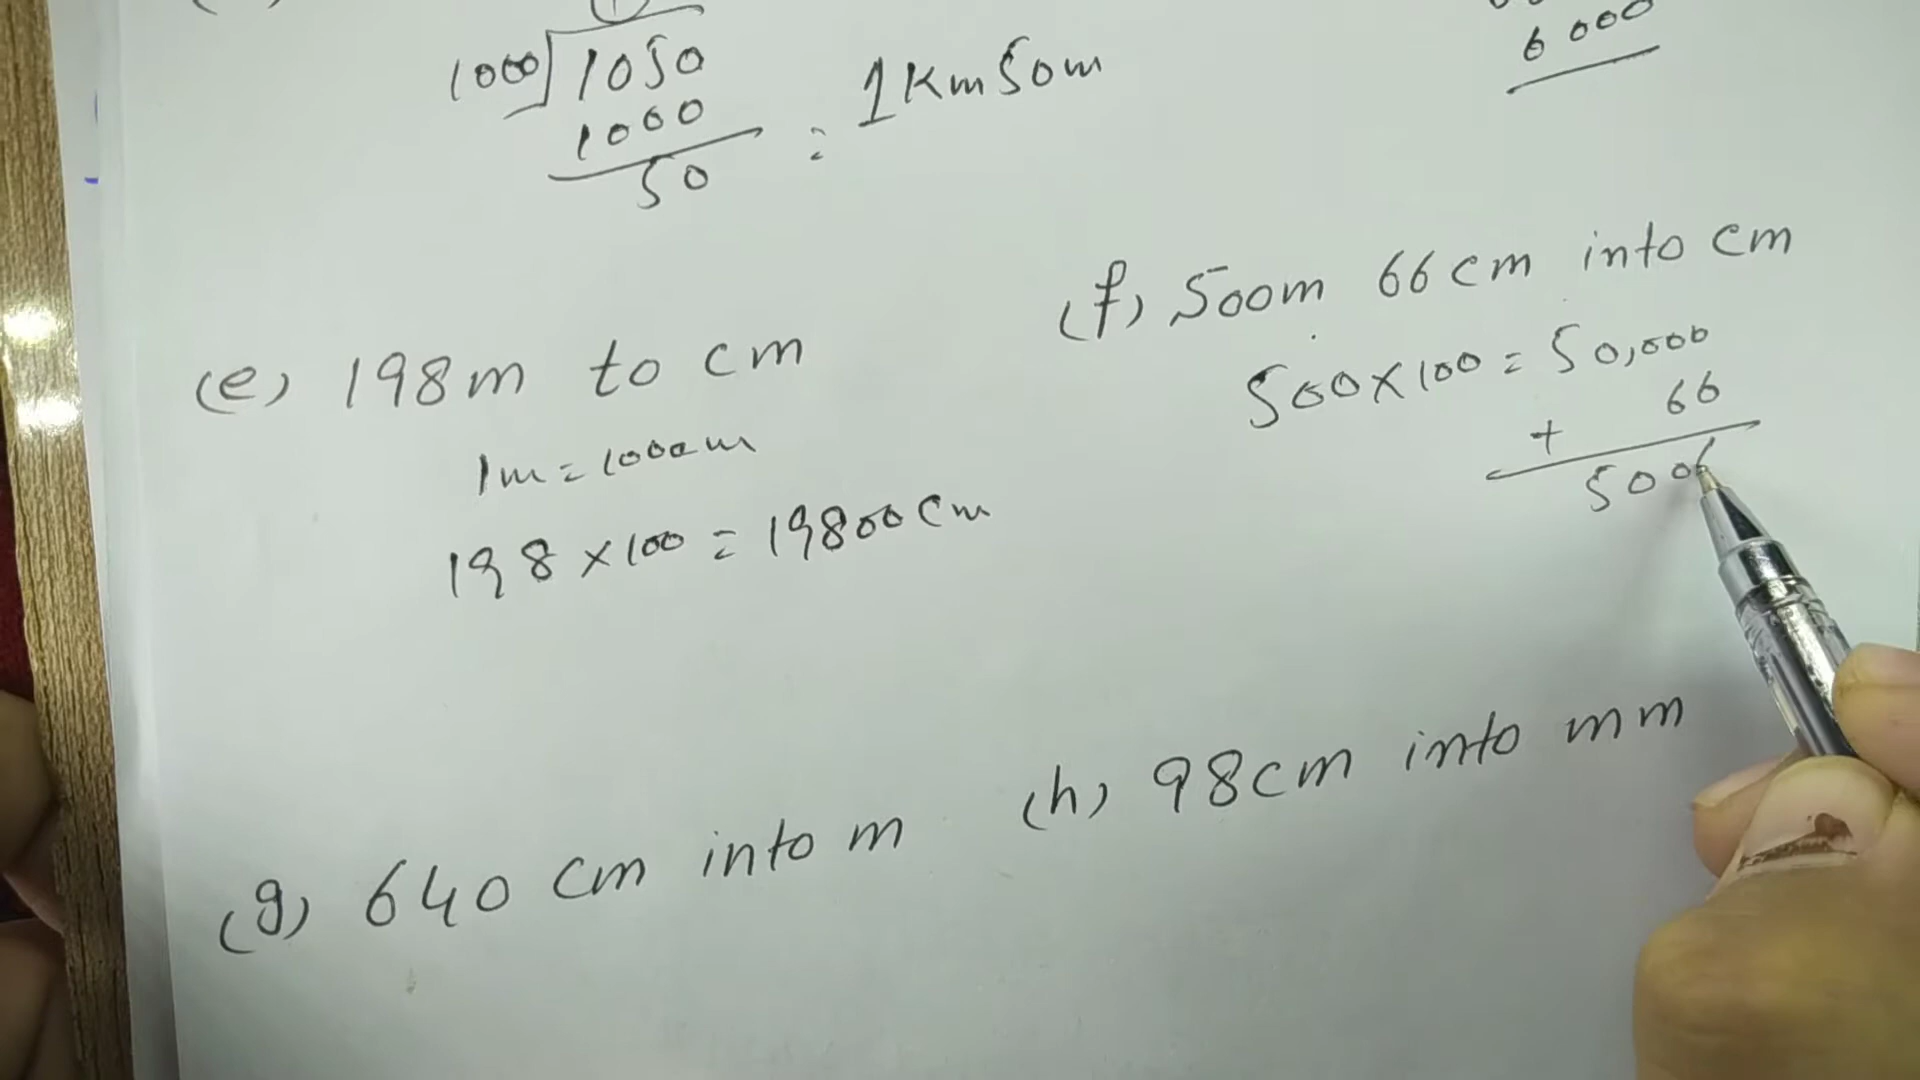 1000 1050
1000
50
= 1Km 50m
6000
(e) 198m to cm
1m = 100cm
198 × 100 = 19800 cm
(f) 500m 66cm into cm
500 × 100 = 50,000
+ 66
5006
(g) 640 cm into m
(h) 98cm into mm